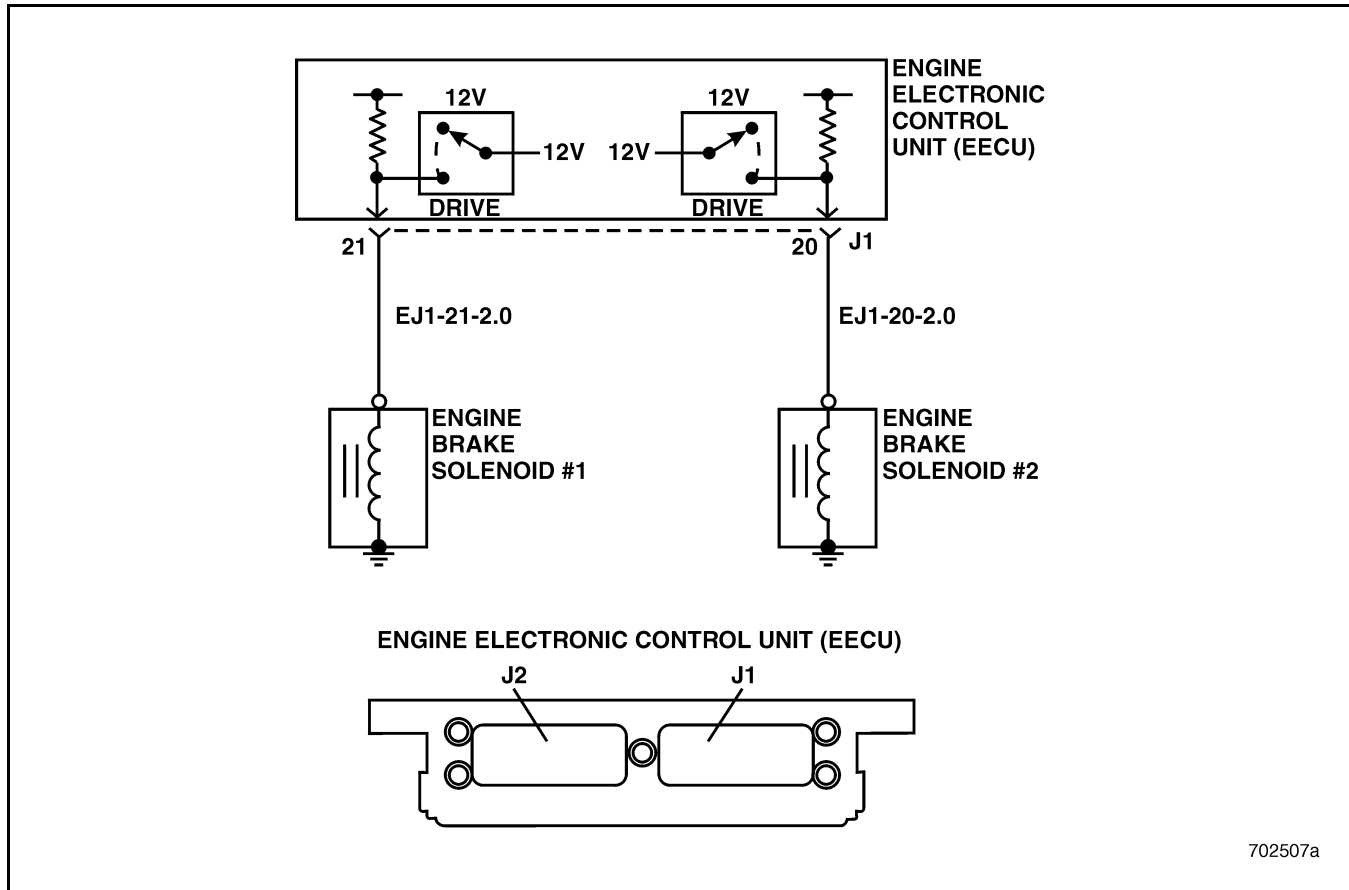 ENGINE
ELECTRONIC
CONTROL
UNIT (EECU)
12V
12V
12V
12V
DRIVE
DRIVE
21
20
J1
EJ1-21-2.0
EJ1-20-2.0
ENGINE
BRAKE
SOLENOID #1
ENGINE
BRAKE
SOLENOID #2
ENGINE ELECTRONIC CONTROL UNIT (EECU)
J2
J1
702507a